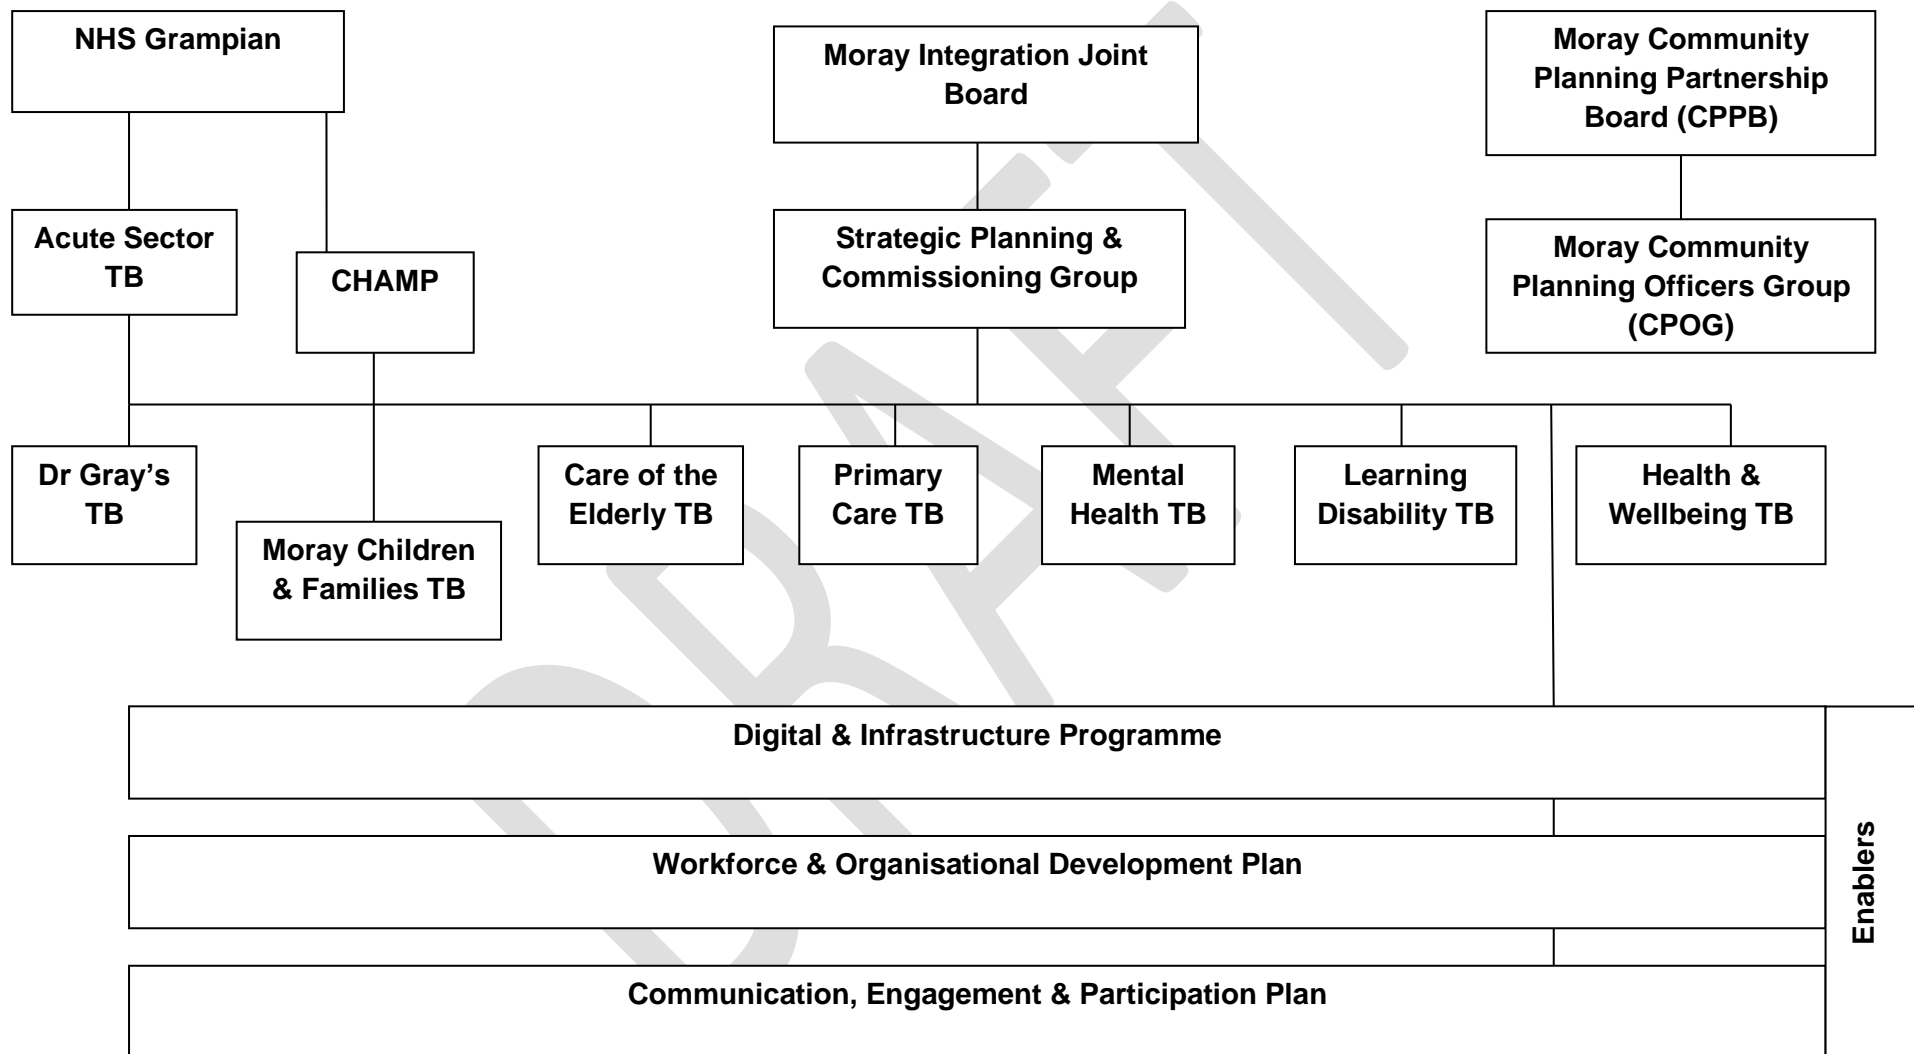 NHS Grampian
Moray Integration Joint
Board
Moray Community
Planning Partnership
Board (CPPB)
Acute Sector
TB
CHAMP
Strategic Planning &
Commissioning Group
Moray Community
Planning Officers Group
(CPOG)
Dr Gray’s
TB
Moray Children
& Families TB
Care of the
Elderly TB
Primary
Care TB
Mental
Health TB
Learning
Disability TB
Health &
Wellbeing TB
Digital & Infrastructure Programme
Workforce & Organisational Development Plan
Communication, Engagement & Participation Plan
Enablers
DRAFT